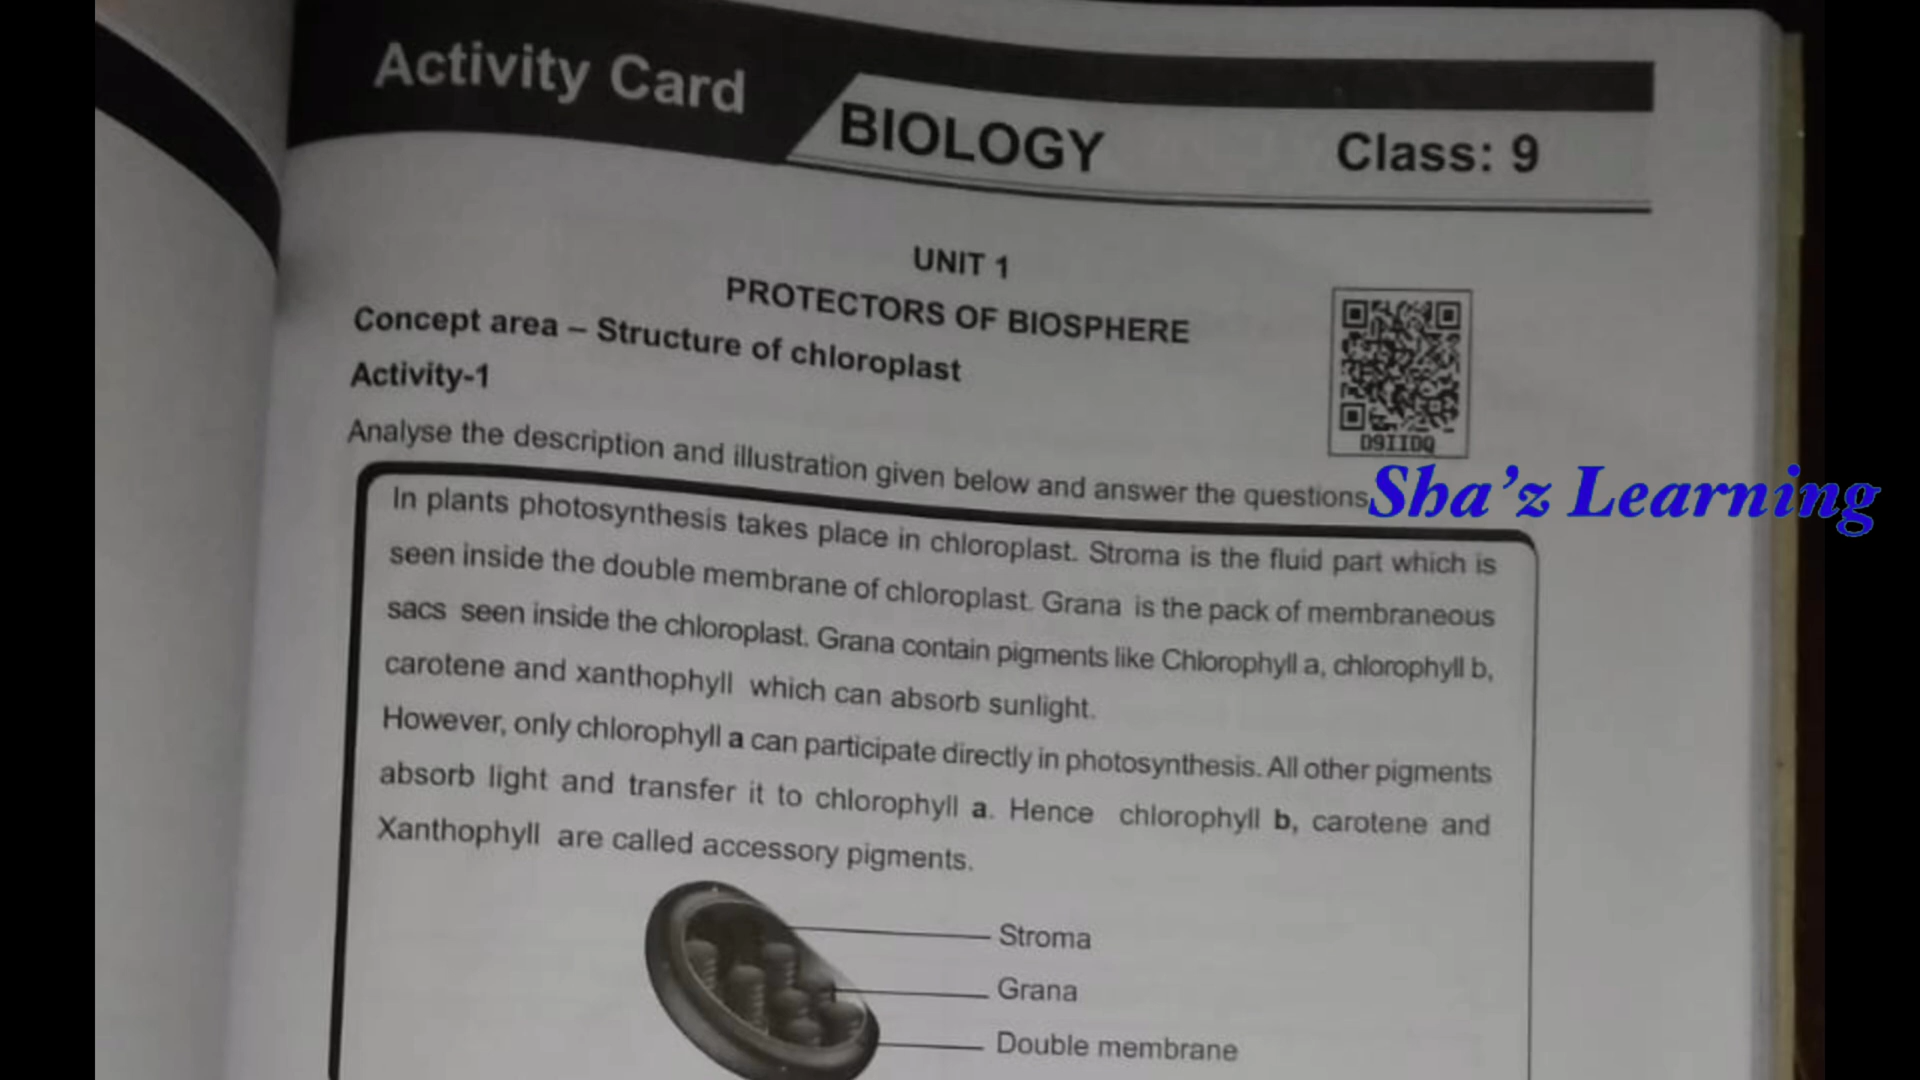 Activity Card
BIOLOGY
Class: 9
UNIT 1
PROTECTORS OF BIOSPHERE
Concept area – Structure of chloroplast
Activity-1
D9IIDQ
Analyse the description and illustration given below and answer the questions
Sha'z Learning
In plants photosynthesis takes place in chloroplast. Stroma is the fluid part which is
seen inside the double membrane of chloroplast. Grana is the pack of membraneous
sacs seen inside the chloroplast. Grana contain pigments like Chlorophyll a, chlorophyll b,
carotene and xanthophyll which can absorb sunlight.
However, only chlorophyll a can participate directly in photosynthesis. All other pigments
absorb light and transfer it to chlorophyll a. Hence chlorophyll b, carotene and
Xanthophyll are called accessory pigments.
Stroma
Grana
Double membrane